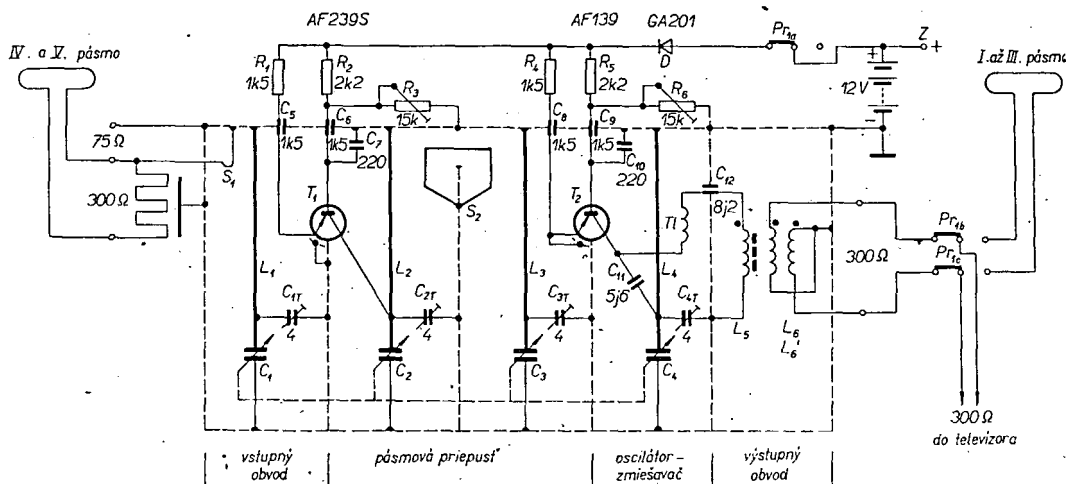 AF239S
AF139
GA201
IV. a V. pásmo
I. až III. pásmo
R1
1k5
R2
2k2
R3
15k
R4
1k5
R5
2k2
R6
15k
D
Pr1a
Z +
+
12V
-
C5
1k5
C6
1k5
C7
220
C8
1k5
C9
1k5
C10
220
75 Ω
300 Ω
S1
T1
S2
T2
Tl
C12
8j2
C11
5j6
L1
L2
L3
L4
L5
L6
L6'
300 Ω
Pr1b
Pr1c
C1T
4
C2T
4
C3T
4
C4T
4
C1
C2
C3
C4
300 Ω
do televízora
vstupný
obvod
pásmová priepusť
oscilátor-
zmiešavač
výstupný
obvod